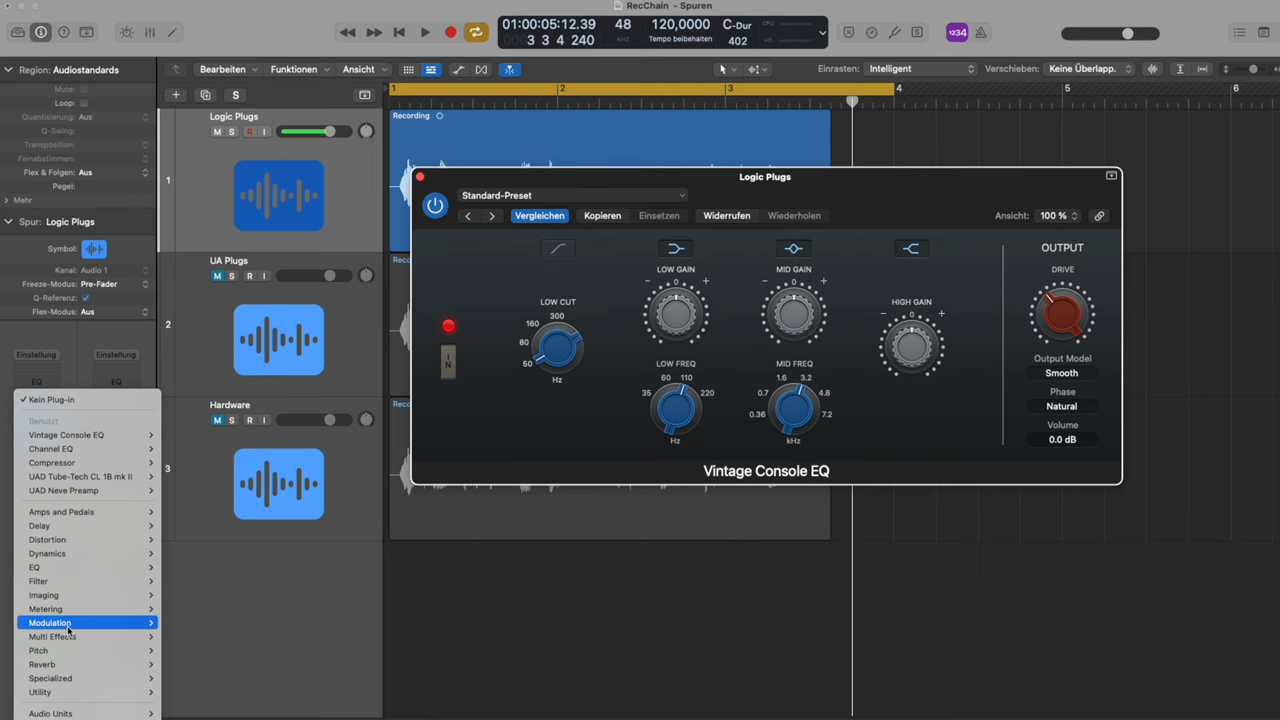 RecChain - Spuren
01:00:05:12.39
3 3 4 240
48
KHZ
120,0000
Tempo beibehalten
C-Dur
402
CPU
HD
1234
Region: Audiostandards
Bearbeiten
Funktionen
Ansicht
Einrasten: Intelligent
Verschieben: Keine Überlapp.
Mute:
Loop:
Quantisierung: Aus
Q-Swing:
Transposition:
Feinabstimmen:
Flex & Folgen: Aus
Pegel:
Mehr
Spur: Logic Plugs
Symbol:
Kanal: Audio 1
Freeze-Modus: Pre-Fader
Q-Referenz:
Flex-Modus: Aus
Einstellung
Einstellung
EQ
EQ
S
1
2
3
4
5
6
1
Logic Plugs
M S R I
2
UA Plugs
M S R I
3
Hardware
M S R I
Recording
Reco
Reco
Kein Plug-in
Benutzt
Vintage Console EQ
Channel EQ
Compressor
UAD Tube-Tech CL 1B mk II
UAD Neve Preamp
Amps and Pedals
Delay
Distortion
Dynamics
EQ
Filter
Imaging
Metering
Modulation
Multi Effects
Pitch
Reverb
Specialized
Utility
Audio Units
Logic Plugs
Standard-Preset
Vergleichen
Kopieren
Einsetzen
Widerrufen
Wiederholen
Ansicht: 100 %
IN
LOW CUT
50
80
160
300
Hz
LOW GAIN
− 0 +
LOW FREQ
35
60
110
220
Hz
MID GAIN
− 0 +
MID FREQ
0.36
0.7
1.6
3.2
4.8
7.2
kHz
HIGH GAIN
− 0 +
OUTPUT
DRIVE
Output Model
Smooth
Phase
Natural
Volume
0.0 dB
Vintage Console EQ